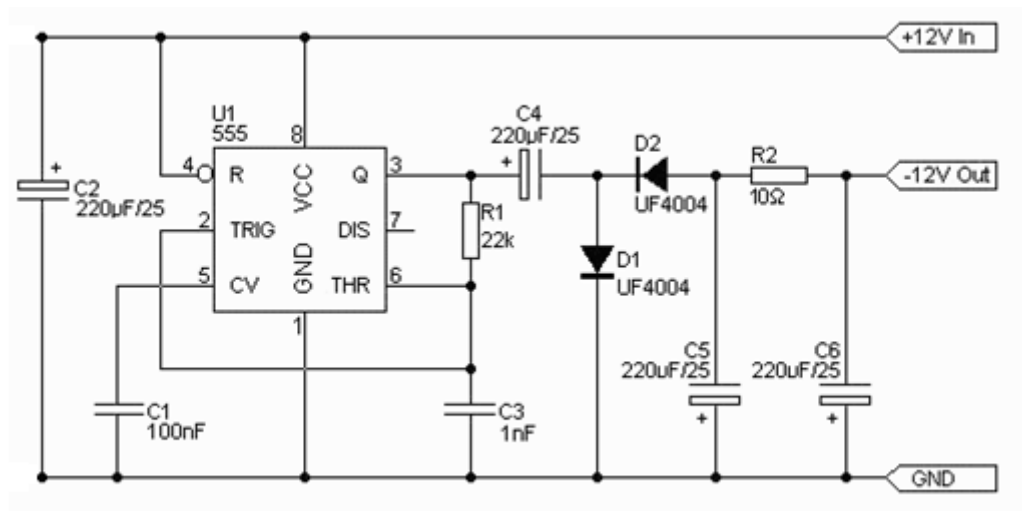 +12V In
U1
555
8
C4
220µF/25
4
R
VCC
Q
3
+
D2
UF4004
R2
10Ω
-12V Out
+
C2
220µF/25
2
TRIG
DIS
7
R1
22k
5
CV
GND
THR
6
D1
UF4004
1
C1
100nF
C3
1nF
C5
220µF/25
+
C6
220µF/25
+
GND